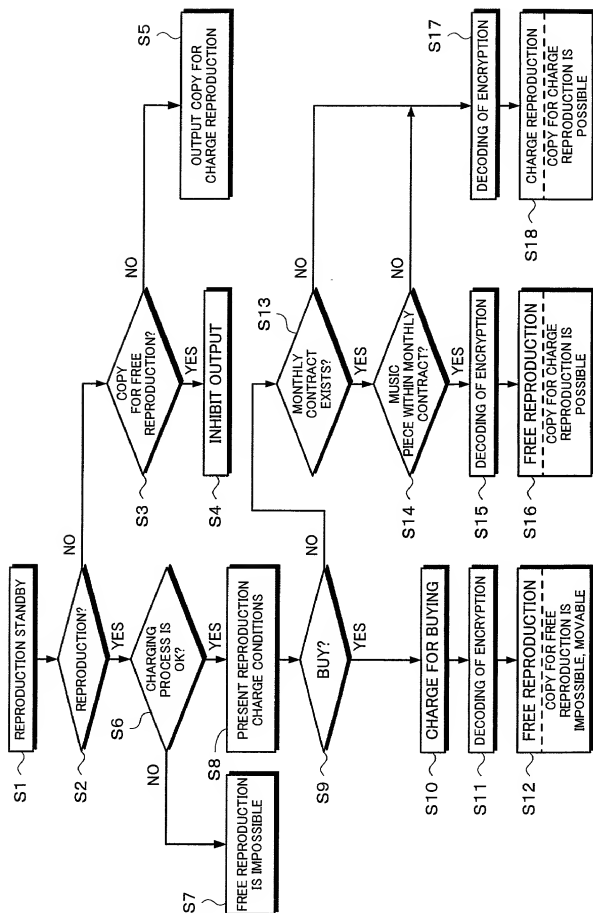 S1
REPRODUCTION STANDBY
S2
REPRODUCTION?
NO
YES
S3
COPY
FOR FREE
REPRODUCTION?
NO
YES
S4
INHIBIT OUTPUT
S5
OUTPUT COPY FOR
CHARGE REPRODUCTION
S6
CHARGING
PROCESS IS
OK?
NO
YES
S7
FREE REPRODUCTION
IS IMPOSSIBLE
S8
PRESENT REPRODUCTION
CHARGE CONDITIONS
S9
BUY?
NO
YES
S10
CHARGE FOR BUYING
S11
DECODING OF ENCRYPTION
S12
FREE REPRODUCTION
COPY FOR FREE
REPRODUCTION IS
IMPOSSIBLE, MOVABLE
S13
MONTHLY
CONTRACT
EXISTS?
NO
YES
S14
MUSIC
PIECE WITHIN MONTHLY
CONTRACT?
NO
YES
S15
DECODING OF ENCRYPTION
S16
FREE REPRODUCTION
COPY FOR CHARGE
REPRODUCTION IS
POSSIBLE
S17
DECODING OF ENCRYPTION
S18
CHARGE REPRODUCTION
COPY FOR CHARGE
REPRODUCTION IS
POSSIBLE